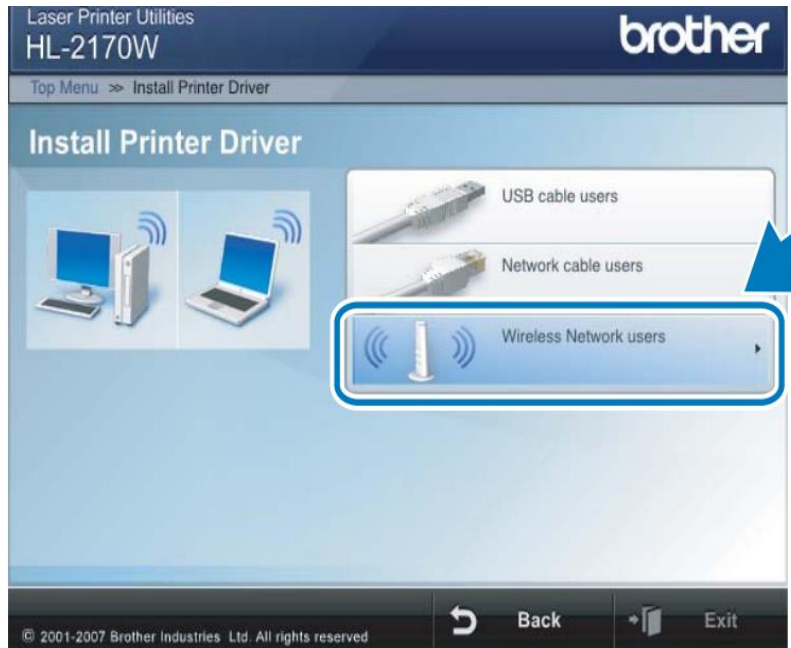 Laser Printer Utilities
HL-2170W
brother
Top Menu >> Install Printer Driver
Install Printer Driver
USB cable users
Network cable users
Wireless Network users
Back
Exit
© 2001-2007 Brother Industries Ltd. All rights reserved